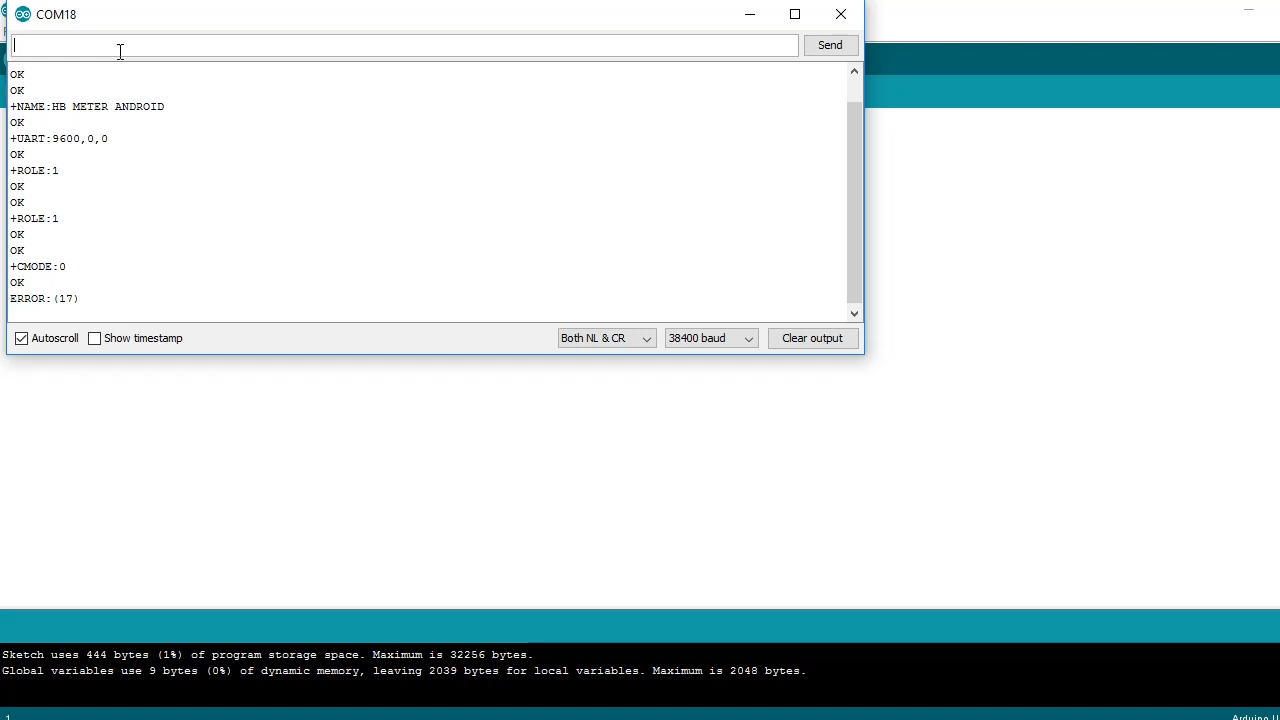 COM18
Send
OK
OK
+NAME:HB METER ANDROID
OK
+UART:9600,0,0
OK
+ROLE:1
OK
OK
+ROLE:1
OK
OK
+CMODE:0
OK
ERROR:(17)
Autoscroll Show timestamp Both NL & CR 38400 baud Clear output
Sketch uses 444 bytes (1%) of program storage space. Maximum is 32256 bytes.
Global variables use 9 bytes (0%) of dynamic memory, leaving 2039 bytes for local variables. Maximum is 2048 bytes.
1